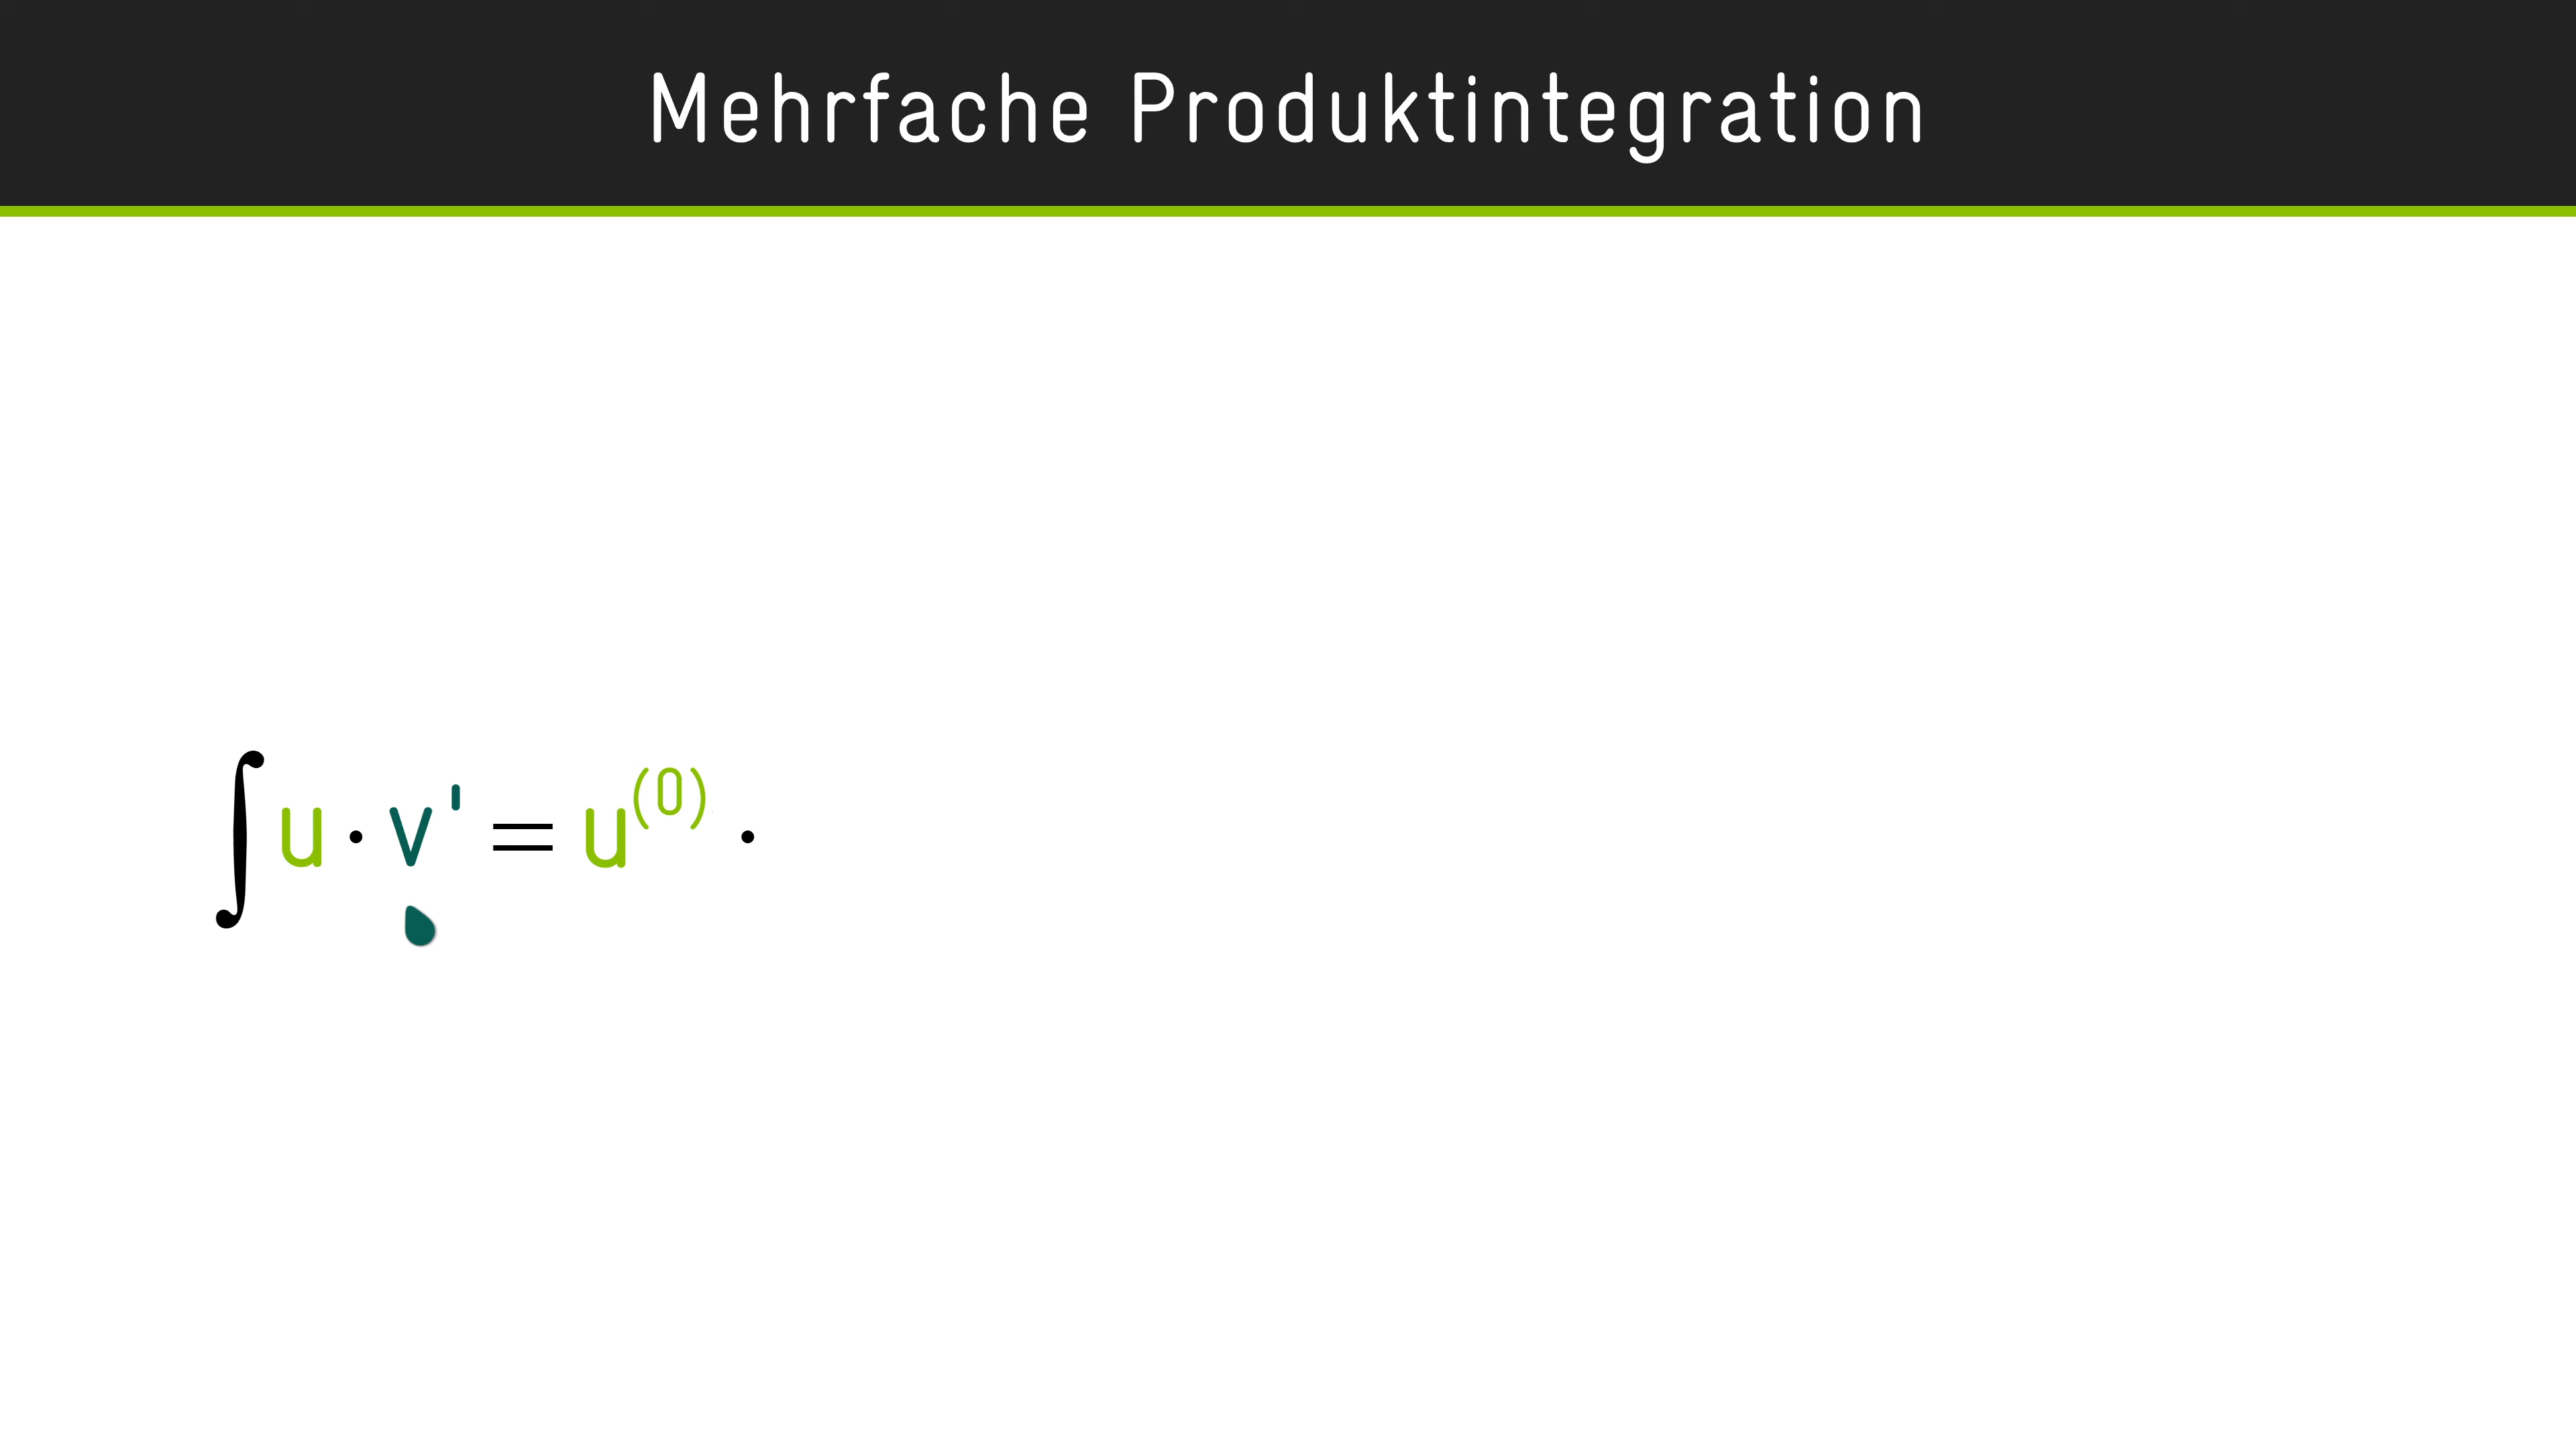 Mehrfache Produktintegration
∫ u · v' = u⁽⁰⁾ ·